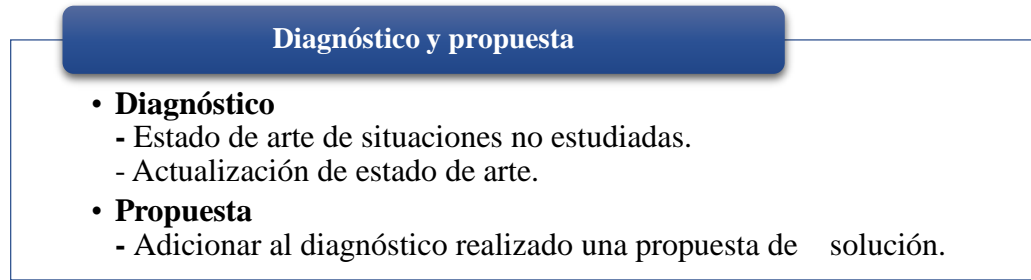 Diagnóstico y propuesta
• Diagnóstico
- Estado de arte de situaciones no estudiadas.
- Actualización de estado de arte.
• Propuesta
- Adicionar al diagnóstico realizado una propuesta de solución.